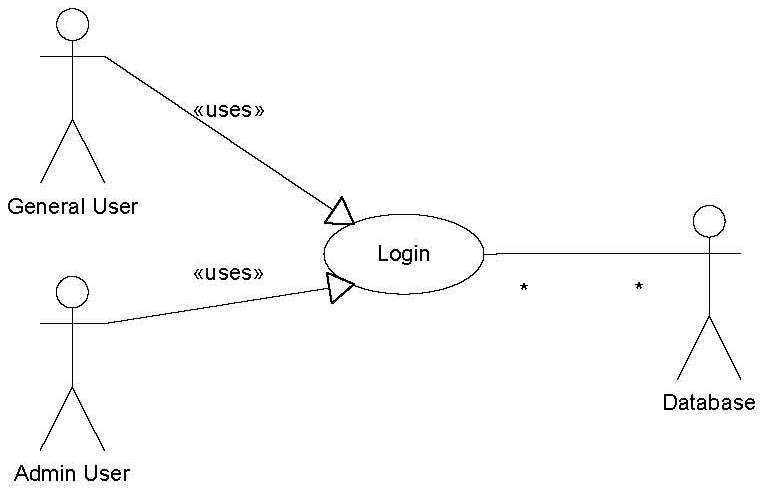 «uses»
General User
Login
«uses»
* *
Database
Admin User